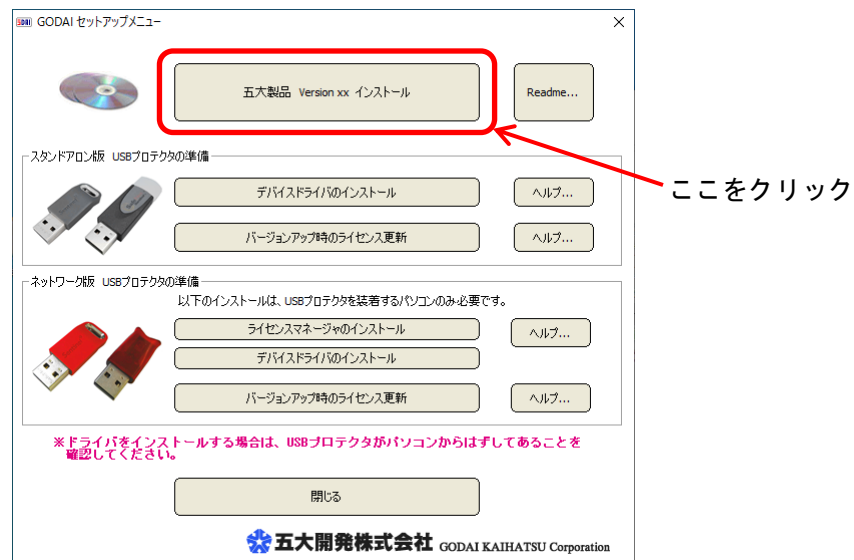 GODAI セットアップメニュー
五大製品 Version xx インストール
Readme...
ここをクリック
スタンドアロン版 USBプロテクタの準備
デバイスドライバのインストール
ヘルプ...
バージョンアップ時のライセンス更新
ヘルプ...
ネットワーク版 USBプロテクタの準備
以下のインストールは、USBプロテクタを装着するパソコンのみ必要です。
ライセンスマネージャのインストール
ヘルプ...
デバイスドライバのインストール
バージョンアップ時のライセンス更新
ヘルプ...
※ドライバをインストールする場合は、USBプロテクタがパソコンからはずしてあることを
確認してください。
閉じる
五大開発株式会社 GODAI KAIHATSU Corporation